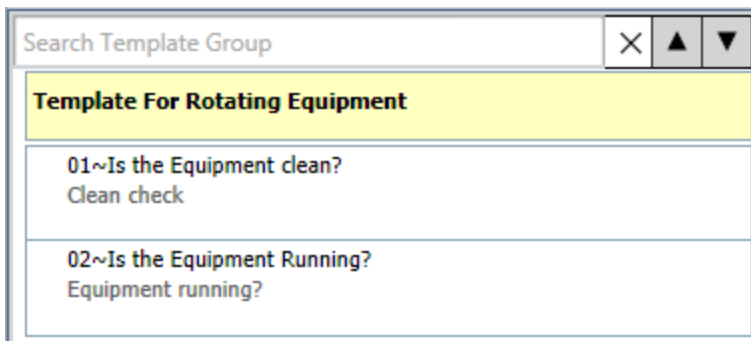 Search Template Group
Template For Rotating Equipment
01~Is the Equipment clean?
Clean check
02~Is the Equipment Running?
Equipment running?